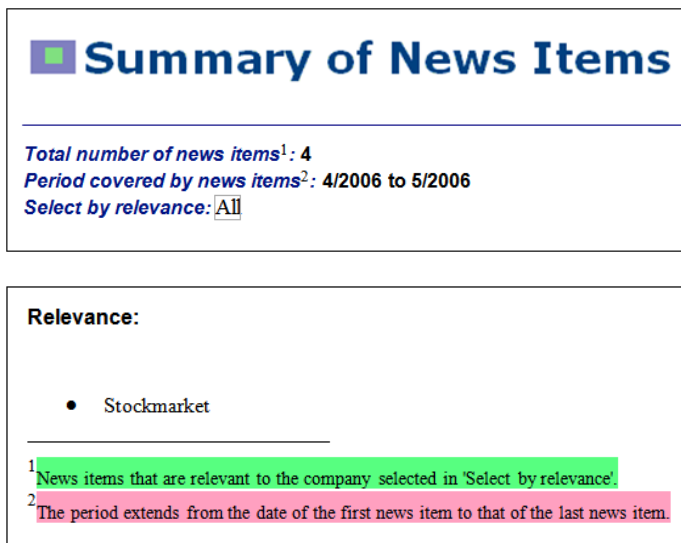 Summary of News Items
Total number of news items¹: 4
Period covered by news items²: 4/2006 to 5/2006
Select by relevance: All
Relevance:
• Stockmarket
¹News items that are relevant to the company selected in 'Select by relevance'.
²The period extends from the date of the first news item to that of the last news item.